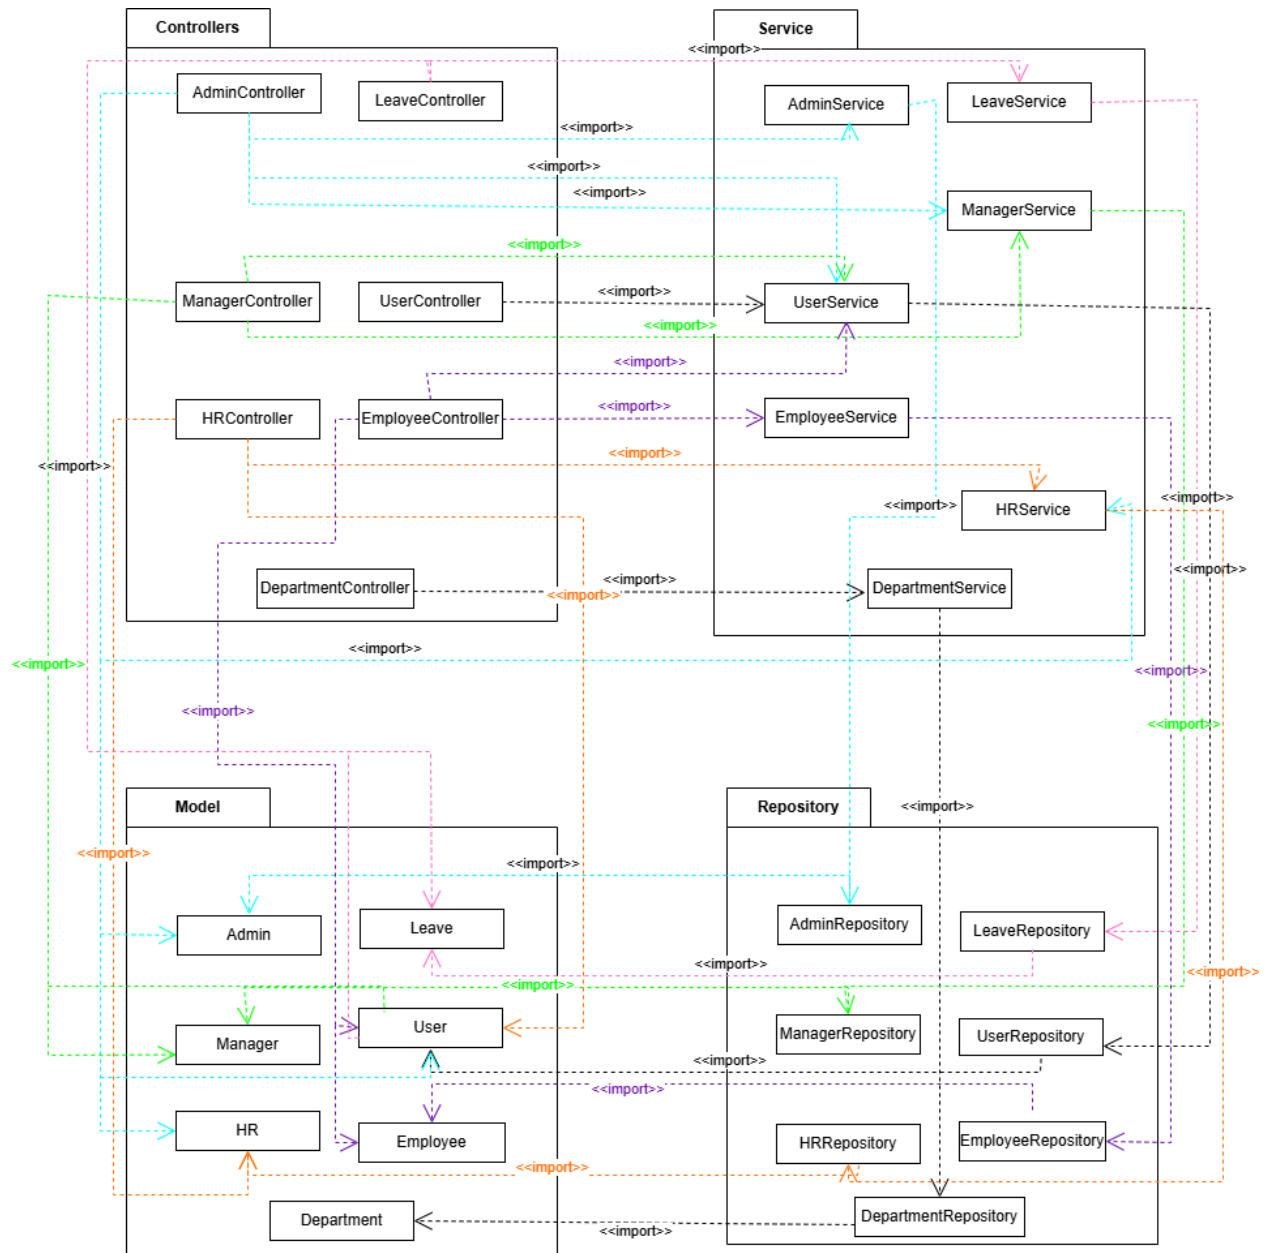 Controllers
Service
<<import>>
AdminController
LeaveController
AdminService
LeaveService
<<import>>
<<import>>
<<import>>
ManagerService
<<import>>
ManagerController
UserController
<<import>>
UserService
<<import>>
<<import>>
HRController
EmployeeController
<<import>>
EmployeeService
<<import>>
<<import>>
<<import>>
<<import>>
HRService
<<import>>
DepartmentController
<<import>>
<<import>>
DepartmentService
<<import>>
<<import>>
<<import>>
<<import>>
<<import>>
Model
Repository
<<import>>
<<import>>
<<import>>
Admin
Leave
AdminRepository
LeaveRepository
<<import>>
<<import>>
<<import>>
Manager
User
ManagerRepository
UserRepository
<<import>>
<<import>>
HR
Employee
HRRepository
EmployeeRepository
<<import>>
Department
<<import>>
DepartmentRepository
<<import>>